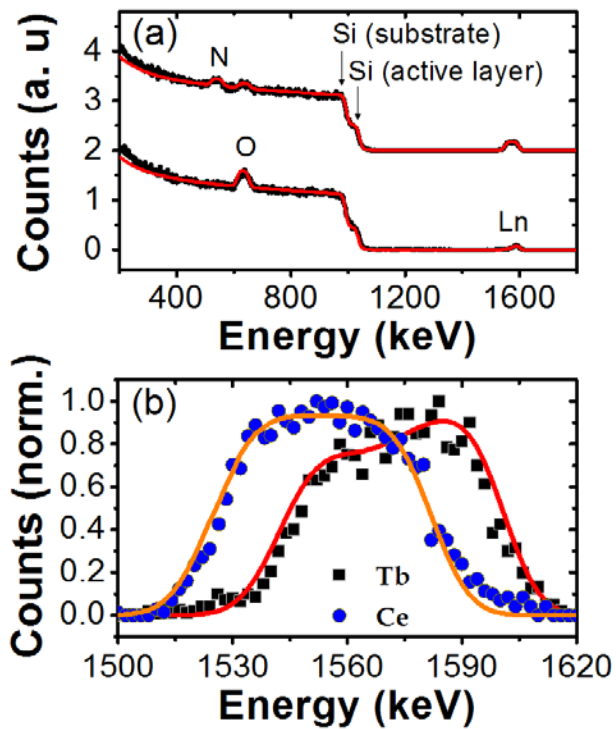 (a)
N
Si (substrate)
Si (active layer)
O
Ln
4
3
2
1
0
Counts (a. u)
400 800 1200 1600
Energy (keV)
(b)
1.0
0.8
0.6
0.4
0.2
0.0
Counts (norm.)
Tb
Ce
1500 1530 1560 1590 1620
Energy (keV)